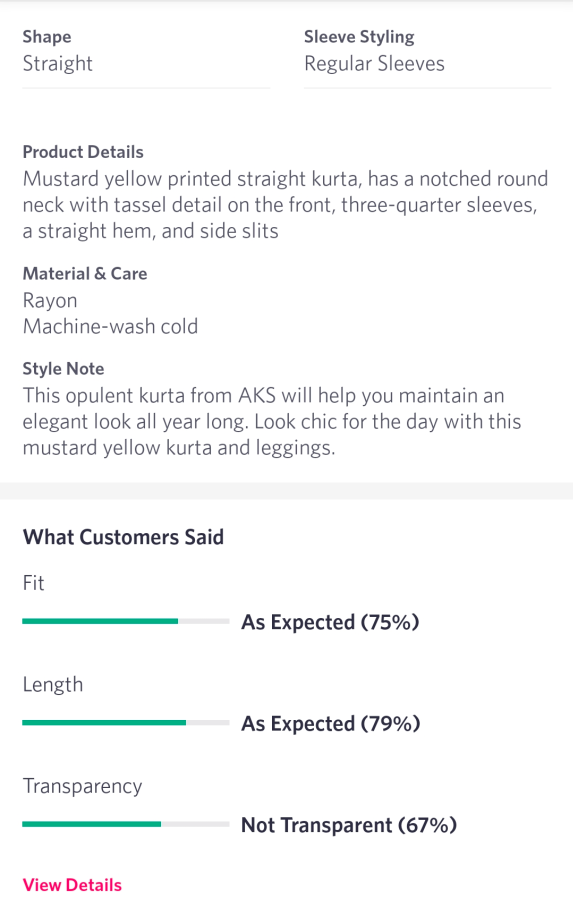 Shape
Straight
Sleeve Styling
Regular Sleeves
Product Details
Mustard yellow printed straight kurta, has a notched round
neck with tassel detail on the front, three-quarter sleeves,
a straight hem, and side slits
Material & Care
Rayon
Machine-wash cold
Style Note
This opulent kurta from AKS will help you maintain an
elegant look all year long. Look chic for the day with this
mustard yellow kurta and leggings.
What Customers Said
Fit
As Expected (75%)
Length
As Expected (79%)
Transparency
Not Transparent (67%)
View Details